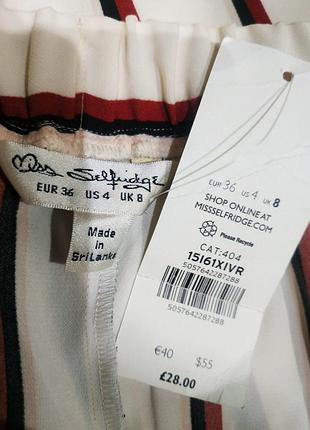 Miss Selfridge
EUR 36 US 4 UK 8
Made
in
Sri Lanka
EUR 36 US 4 UK 8
SHOP ONLINE AT
MISSSELFRIDGE.COM
Please Recycle
CAT:404
15I61XIVR
5057642287288
5057642287288
€40 $55
£28.00